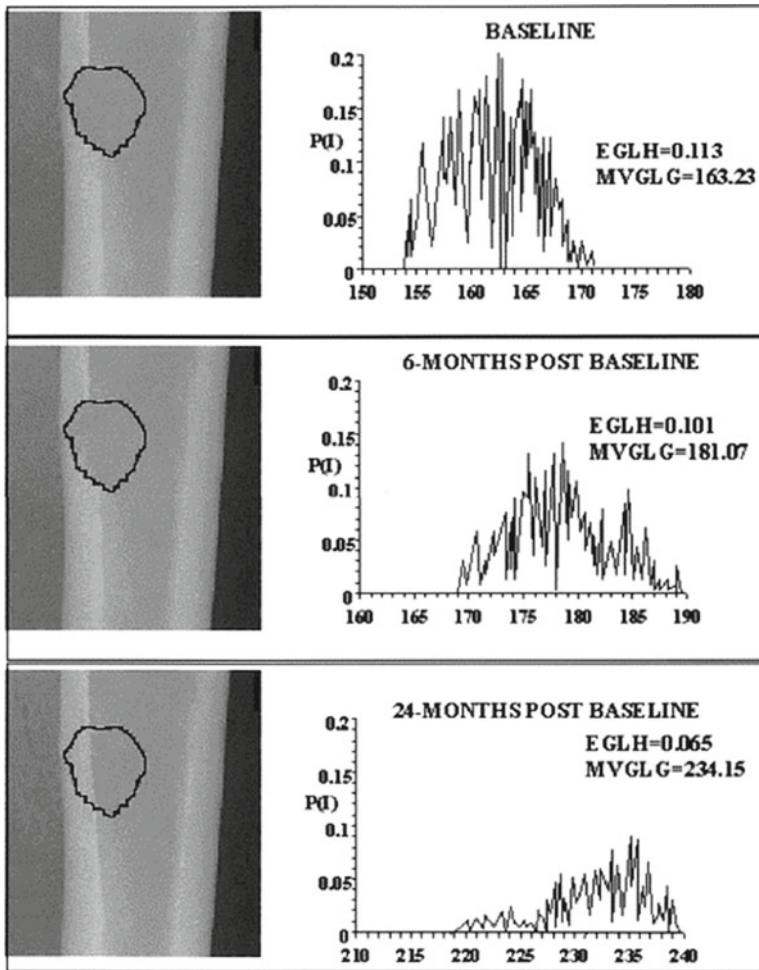 BASELINE
0.2
0.15
P(I)
EGLH=0.113
MVGLG=163.23
0.1
0.05
0
150 155 160 165 170 175 180
6-MONTHS POST BASELINE
0.2
EGLH=0.101
MVGLG=181.07
0.15
P(I)
0.1
0.05
0
160 165 170 175 180 185 190
24-MONTHS POST BASELINE
0.2
EGLH=0.065
MVGLG=234.15
0.15
P(I)
0.1
0.05
0
210 215 220 225 230 235 240